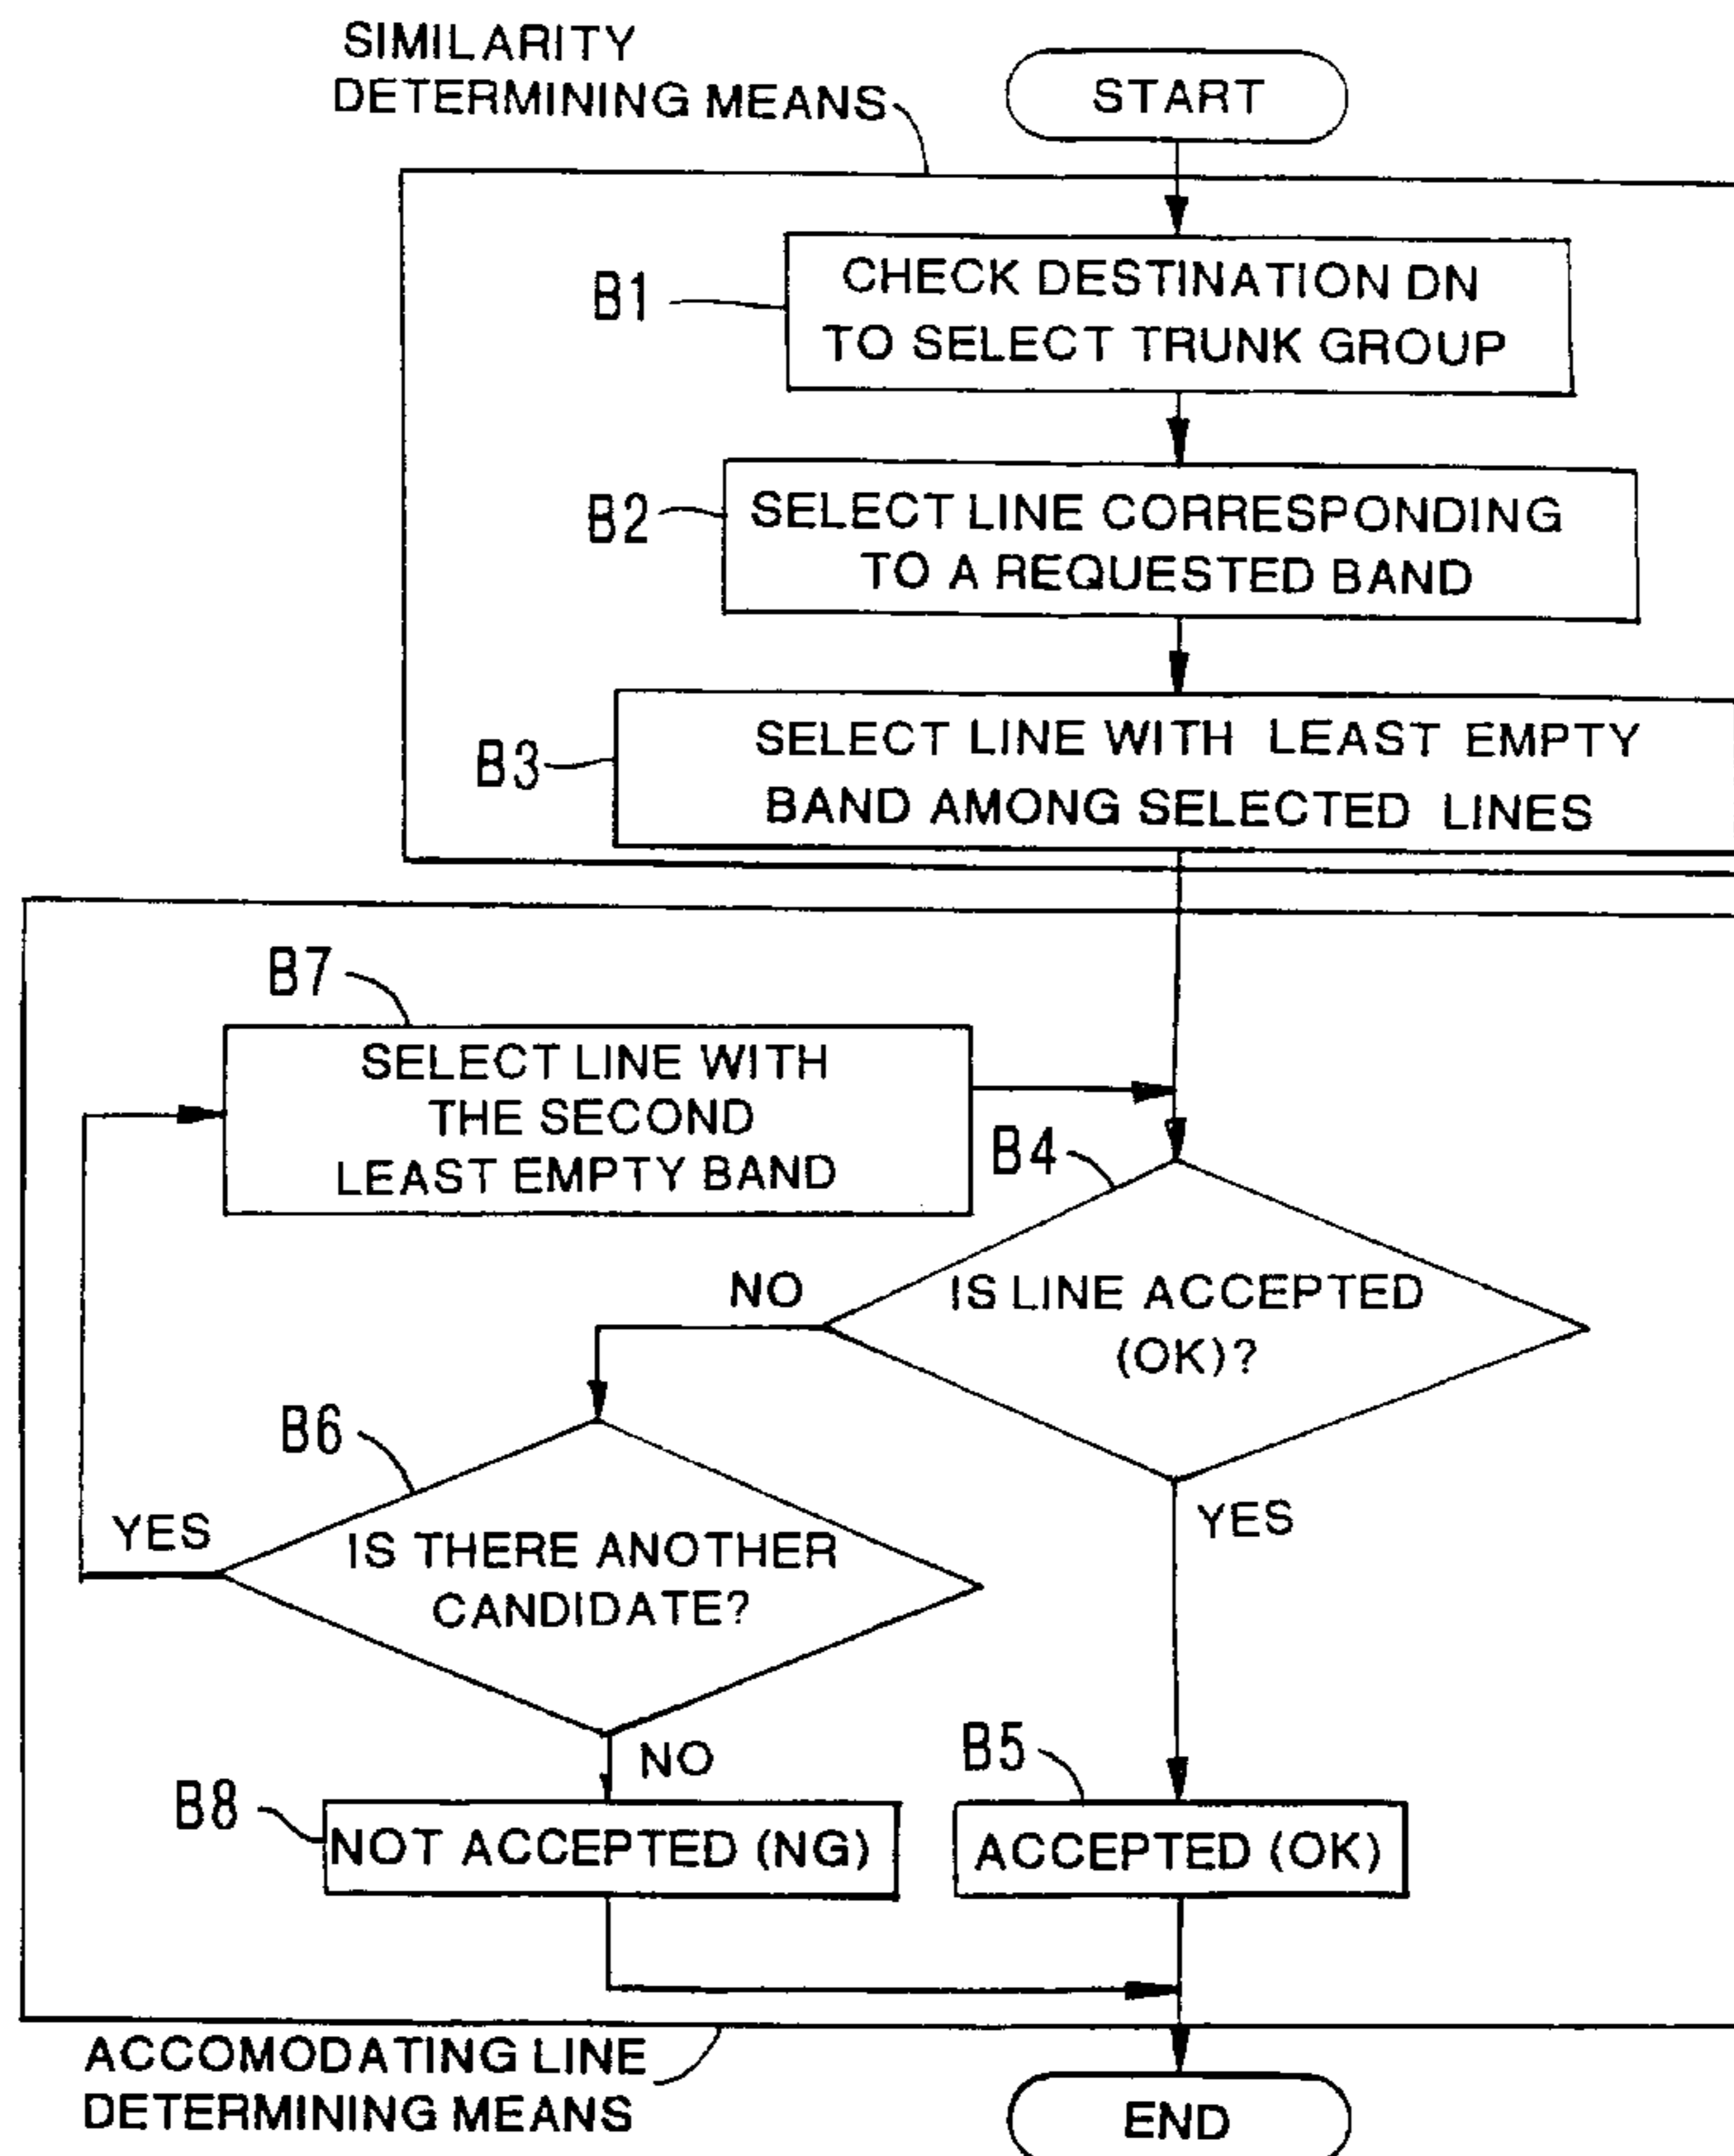 SIMILARITY
DETERMINING MEANS
START
B1
CHECK DESTINATION DN
TO SELECT TRUNK GROUP
B2
SELECT LINE CORRESPONDING
TO A REQUESTED BAND
B3
SELECT LINE WITH LEAST EMPTY
BAND AMONG SELECTED LINES
B7
SELECT LINE WITH
THE SECOND
LEAST EMPTY BAND
B4
NO
IS LINE ACCEPTED
(OK)?
B6
YES
YES
IS THERE ANOTHER
CANDIDATE?
NO
B5
B8
NOT ACCEPTED (NG)
ACCEPTED (OK)
ACCOMODATING LINE
DETERMINING MEANS
END